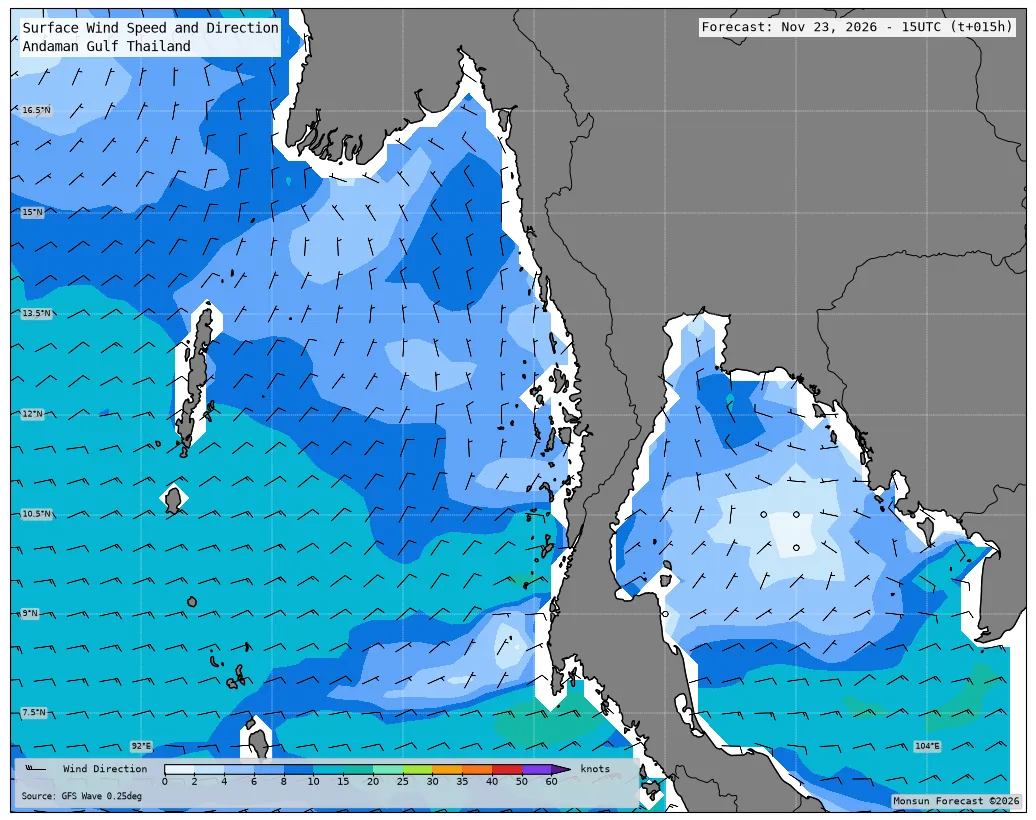 Surface Wind Speed and Direction
Andaman Gulf Thailand
Forecast: Nov 23, 2026 - 15UTC (t+015h)
16.5°N
15°N
13.5°N
12°N
10.5°N
9°N
7.5°N
92°E
104°E
Wind Direction
knots
0 2 4 6 8 10 15 20 25 30 35 40 50 60
Source: GFS Wave 0.25deg
Monsun Forecast ©2026